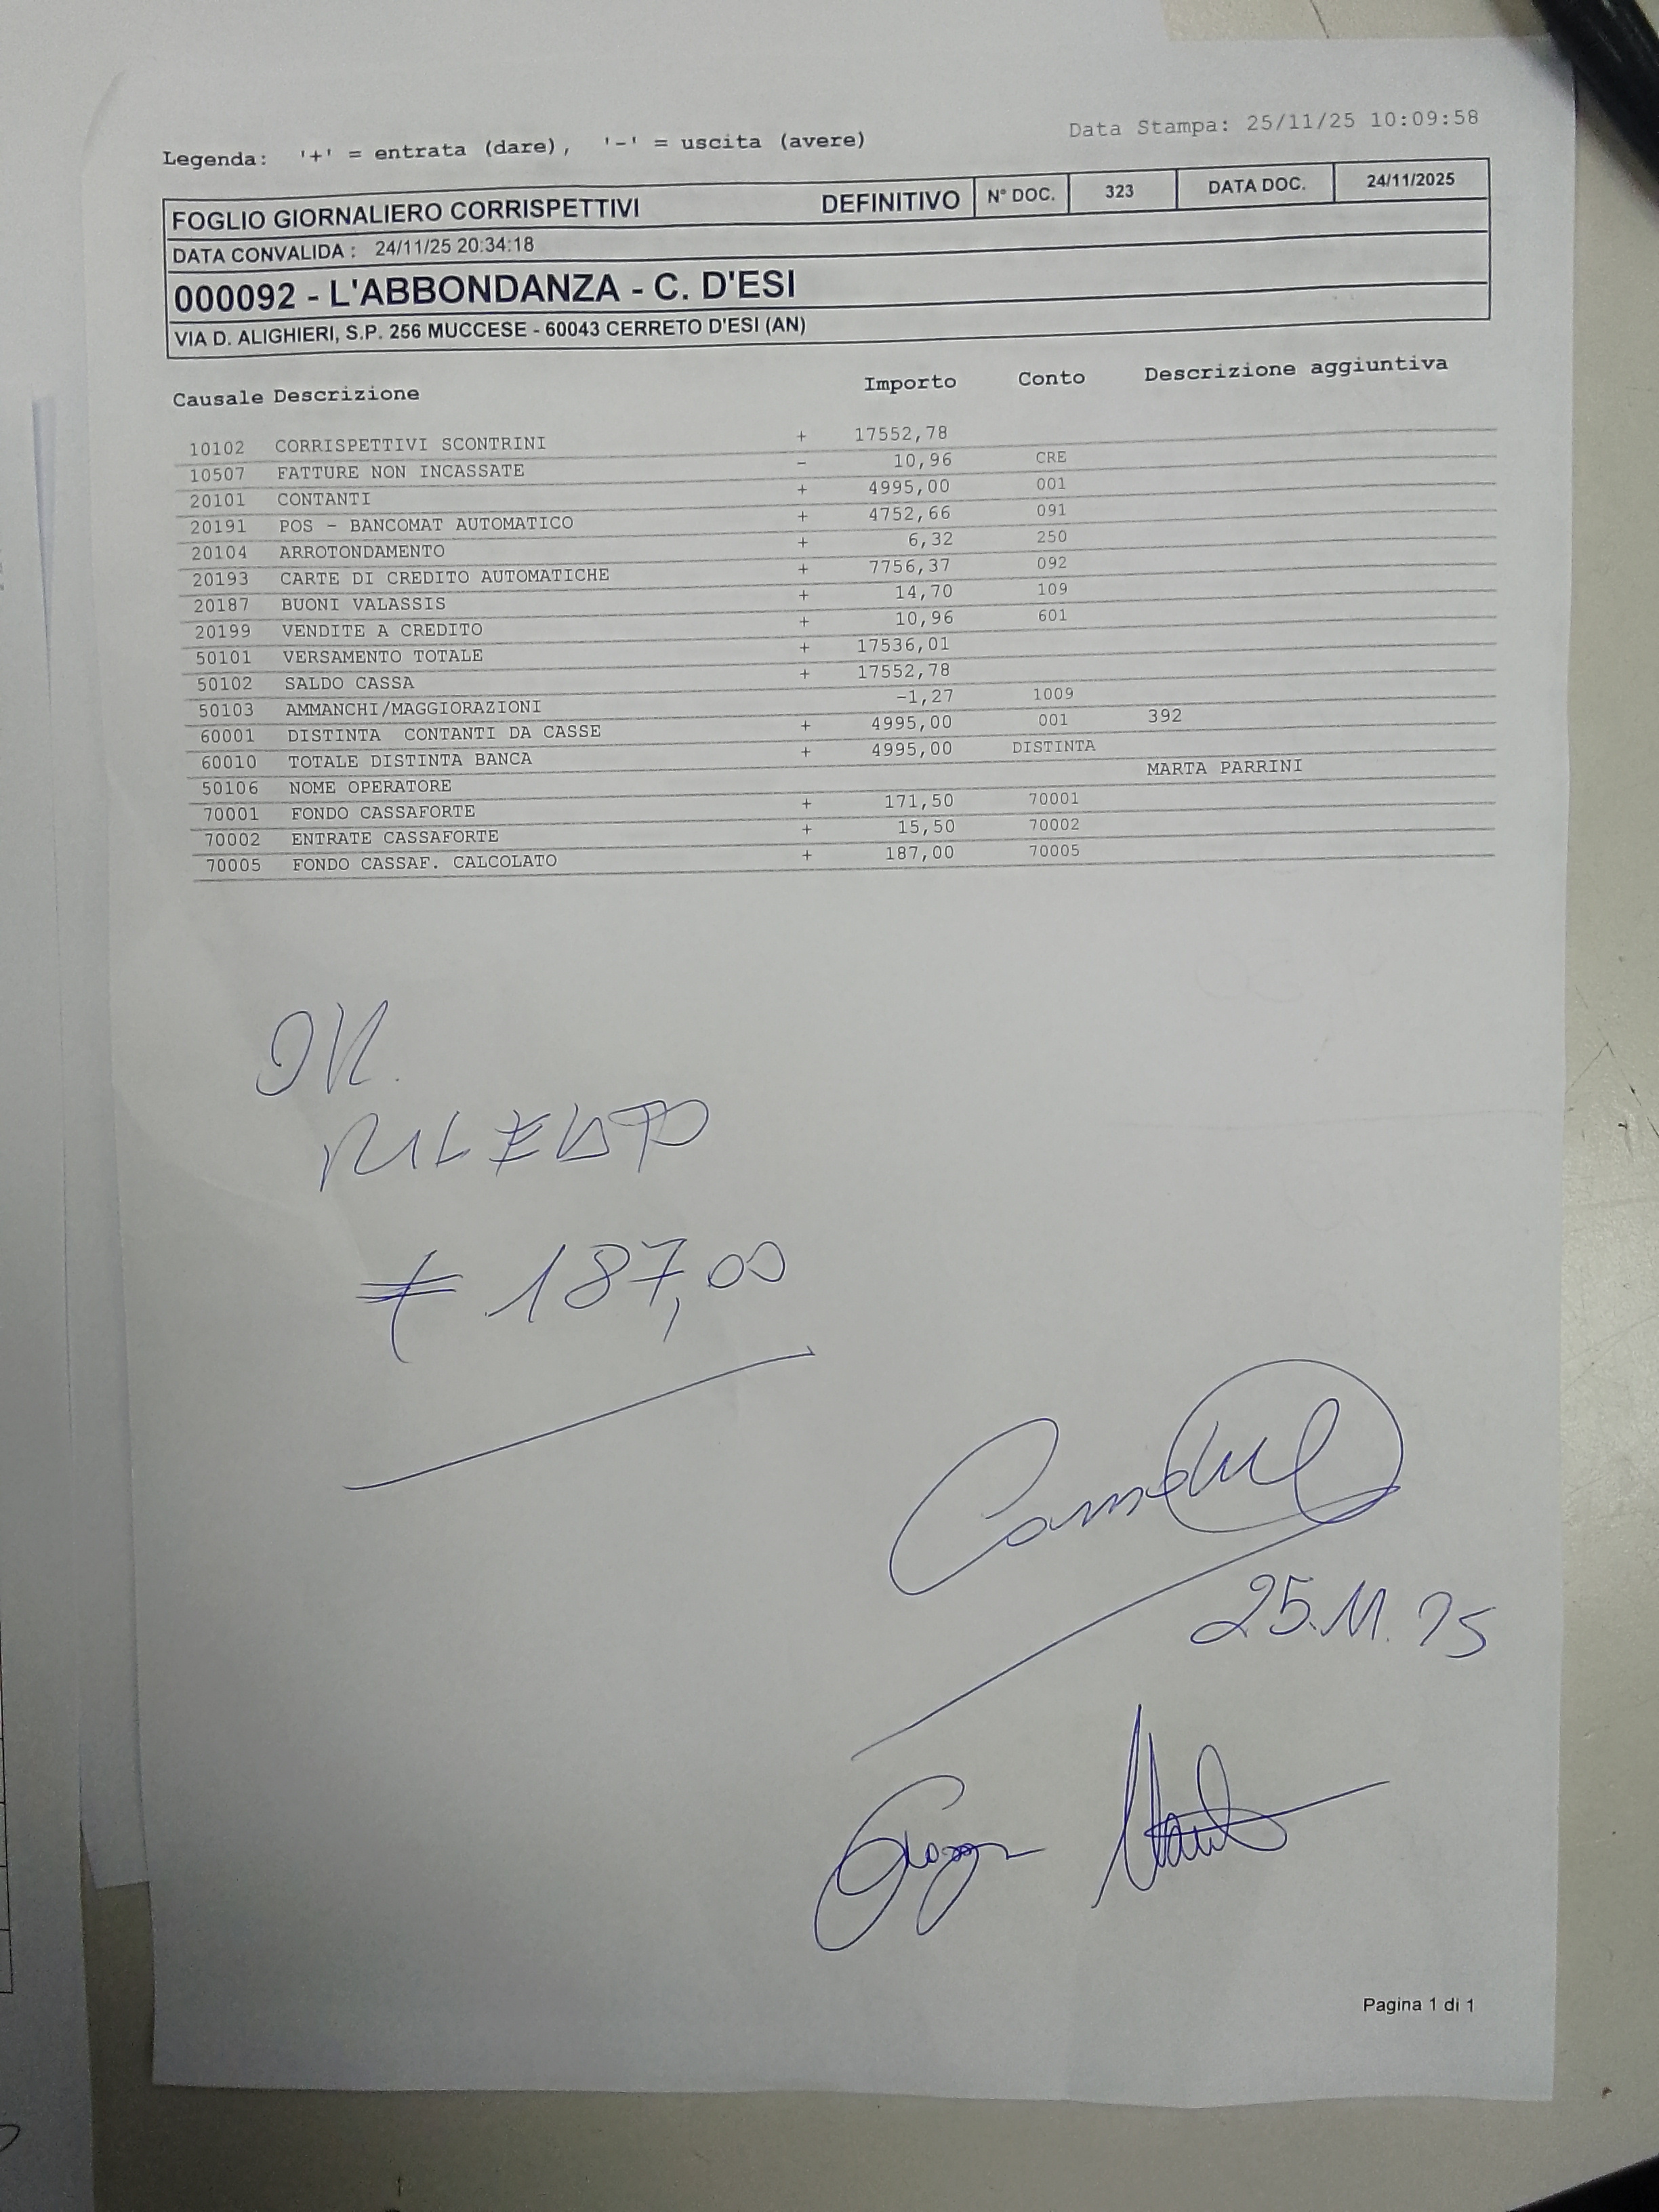 Data Stampa: 25/11/25 10:09:58
Legenda: '+' = entrata (dare), '-' = uscita (avere)
FOGLIO GIORNALIERO CORRISPETTIVI DEFINITIVO N° DOC. 323 DATA DOC. 24/11/2025
DATA CONVALIDA : 24/11/25 20:34:18
000092 - L'ABBONDANZA - C. D'ESI
VIA D. ALIGHIERI, S.P. 256 MUCCESE - 60043 CERRETO D'ESI (AN)
Causale Descrizione Importo Conto Descrizione aggiuntiva
10102 CORRISPETTIVI SCONTRINI + 17552,78
10507 FATTURE NON INCASSATE - 10,96 CRE
20101 CONTANTI + 4995,00 001
20191 POS - BANCOMAT AUTOMATICO + 4752,66 091
20104 ARROTONDAMENTO + 6,32 250
20193 CARTE DI CREDITO AUTOMATICHE + 7756,37 092
20187 BUONI VALASSIS + 14,70 109
20199 VENDITE A CREDITO + 10,96 601
50101 VERSAMENTO TOTALE + 17536,01
50102 SALDO CASSA + 17552,78
50103 AMMANCHI/MAGGIORAZIONI -1,27 1009
60001 DISTINTA CONTANTI DA CASSE + 4995,00 001 392
60010 TOTALE DISTINTA BANCA + 4995,00 DISTINTA
50106 NOME OPERATORE MARTA PARRINI
70001 FONDO CASSAFORTE + 171,50 70001
70002 ENTRATE CASSAFORTE + 15,50 70002
70005 FONDO CASSAF. CALCOLATO + 187,00 70005
OK.
€ 187,00
25.11.25
Pagina 1 di 1